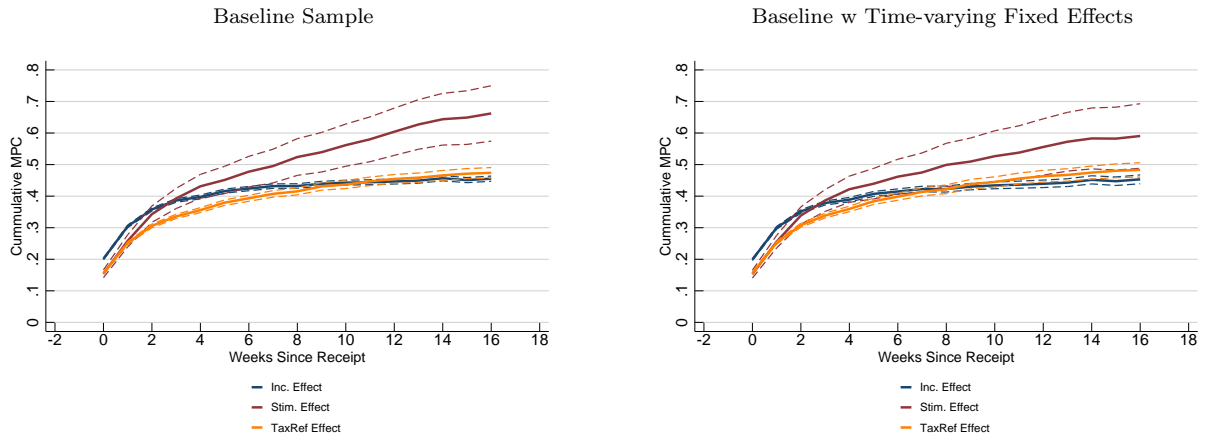 Baseline Sample
Cummulative MPC
0 .1 .2 .3 .4 .5 .6 .7 .8
-2 0 2 4 6 8 10 12 14 16 18
Weeks Since Receipt
Inc. Effect
Stim. Effect
TaxRef Effect
Baseline w Time-varying Fixed Effects
Cummulative MPC
0 .1 .2 .3 .4 .5 .6 .7 .8
-2 0 2 4 6 8 10 12 14 16 18
Weeks Since Receipt
Inc. Effect
Stim. Effect
TaxRef Effect